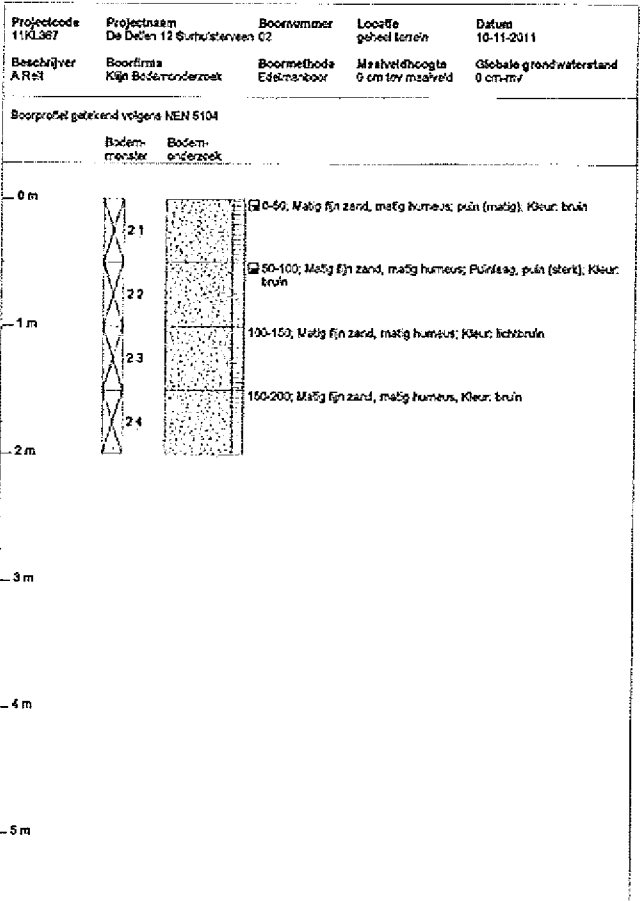 Projectcode Projectnaam Boornummer Locatie Datum
11KL367 De Dellen 12 Surhuisterveen 02 geheel terrein 10-11-2011
Beschrijver Boorfirma Boormethode Maaiveldhoogte Globale grondwaterstand
Klijn Bodemonderzoek Edelmanboor 0 cm tov maaiveld 0 cm-mv
Boorprofiel getekend volgens NEN 5104
Bodem- Bodem-
monster onderzoek
0 m
0-50; Matig fijn zand, matig humeus; puin (matig); Kleur: bruin
2 1
50-100; Matig fijn zand, matig humeus; Puinlaag, puin (sterk); Kleur:
bruin
2 2
1 m
100-150; Matig fijn zand, matig humeus; Kleur: lichtbruin
2 3
150-200; Matig fijn zand, matig humeus; Kleur: bruin
2 4
2 m
3 m
4 m
5 m